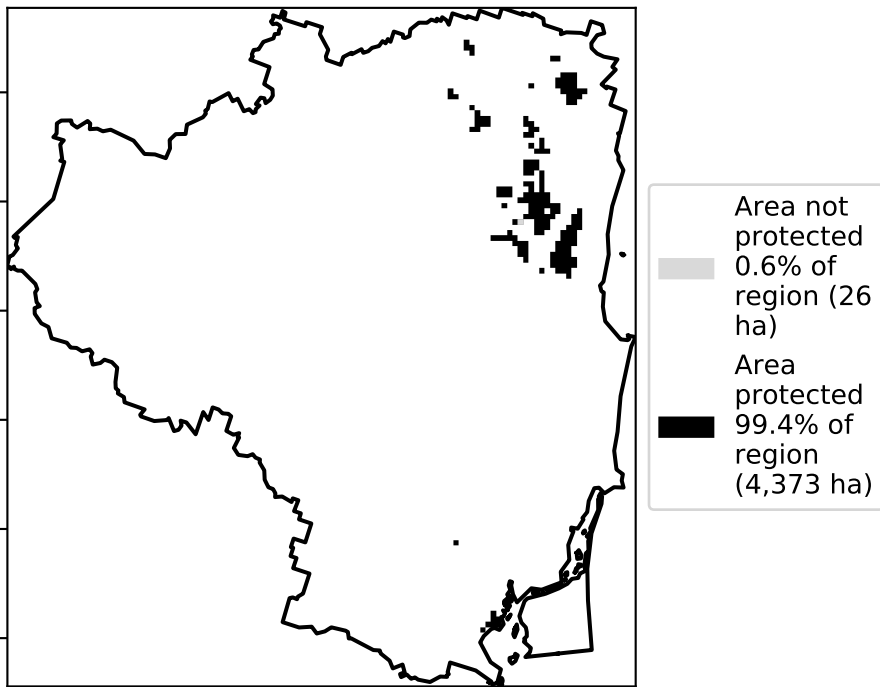 Area not
protected
0.6% of
region (26
ha)
Area
protected
99.4% of
region
(4,373 ha)